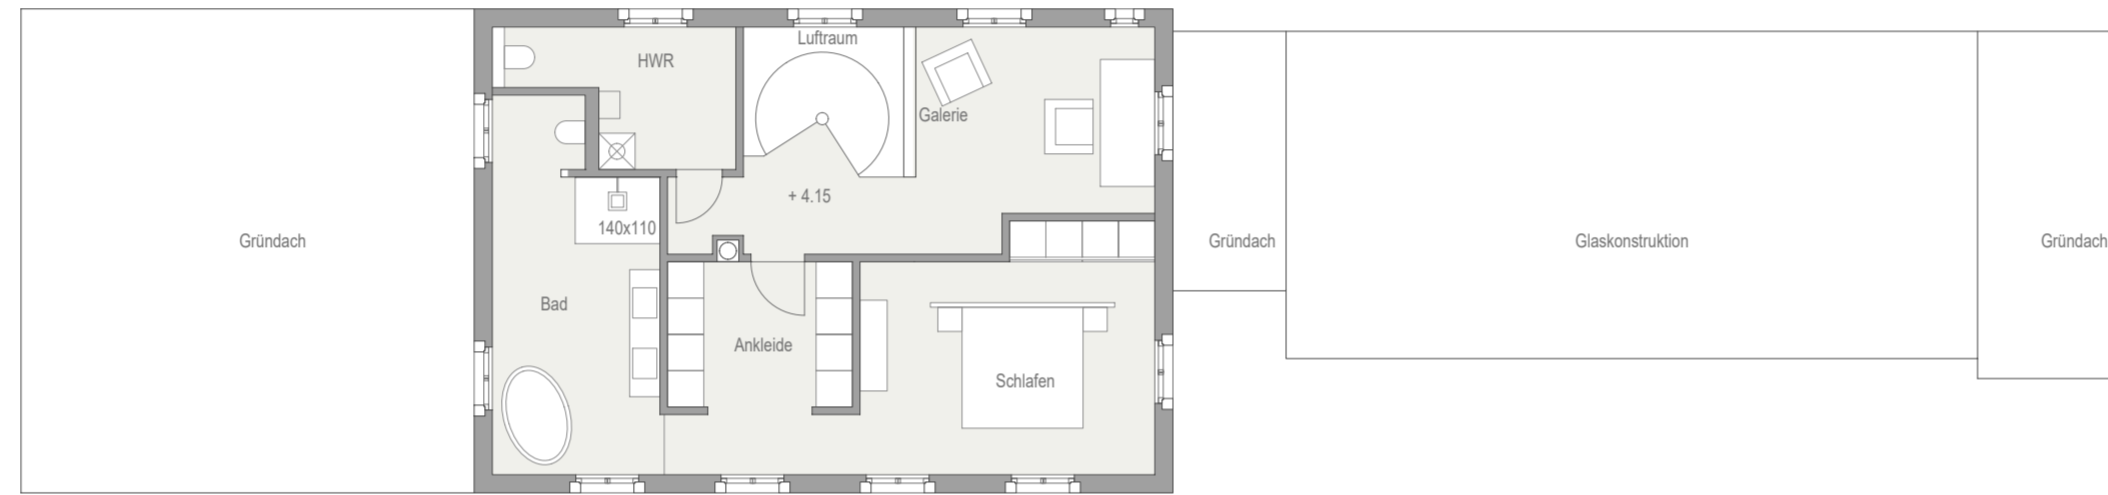 Luftraum
HWR
Galerie
+ 4.15
140x110
Gründach
Gründach
Glaskonstruktion
Gründach
Bad
Ankleide
Schlafen